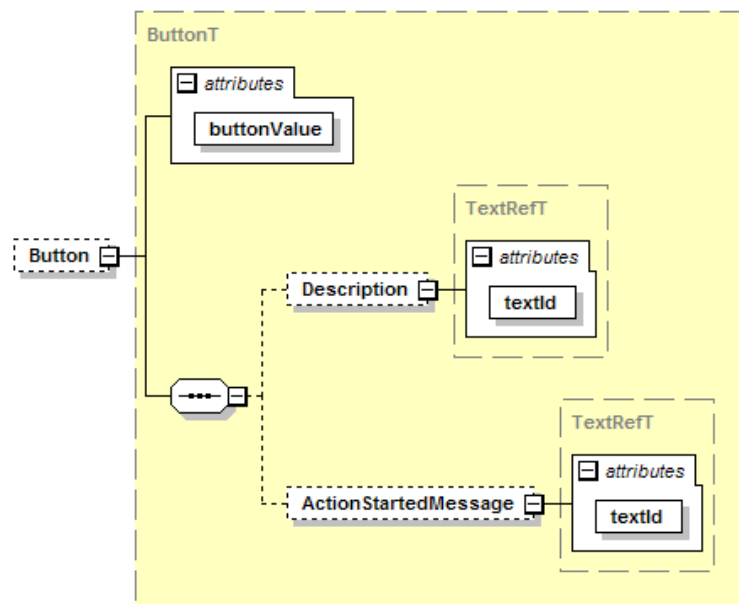 ButtonT
attributes
buttonValue
Button
TextRefT
attributes
Description
textId
TextRefT
attributes
ActionStartedMessage
textId